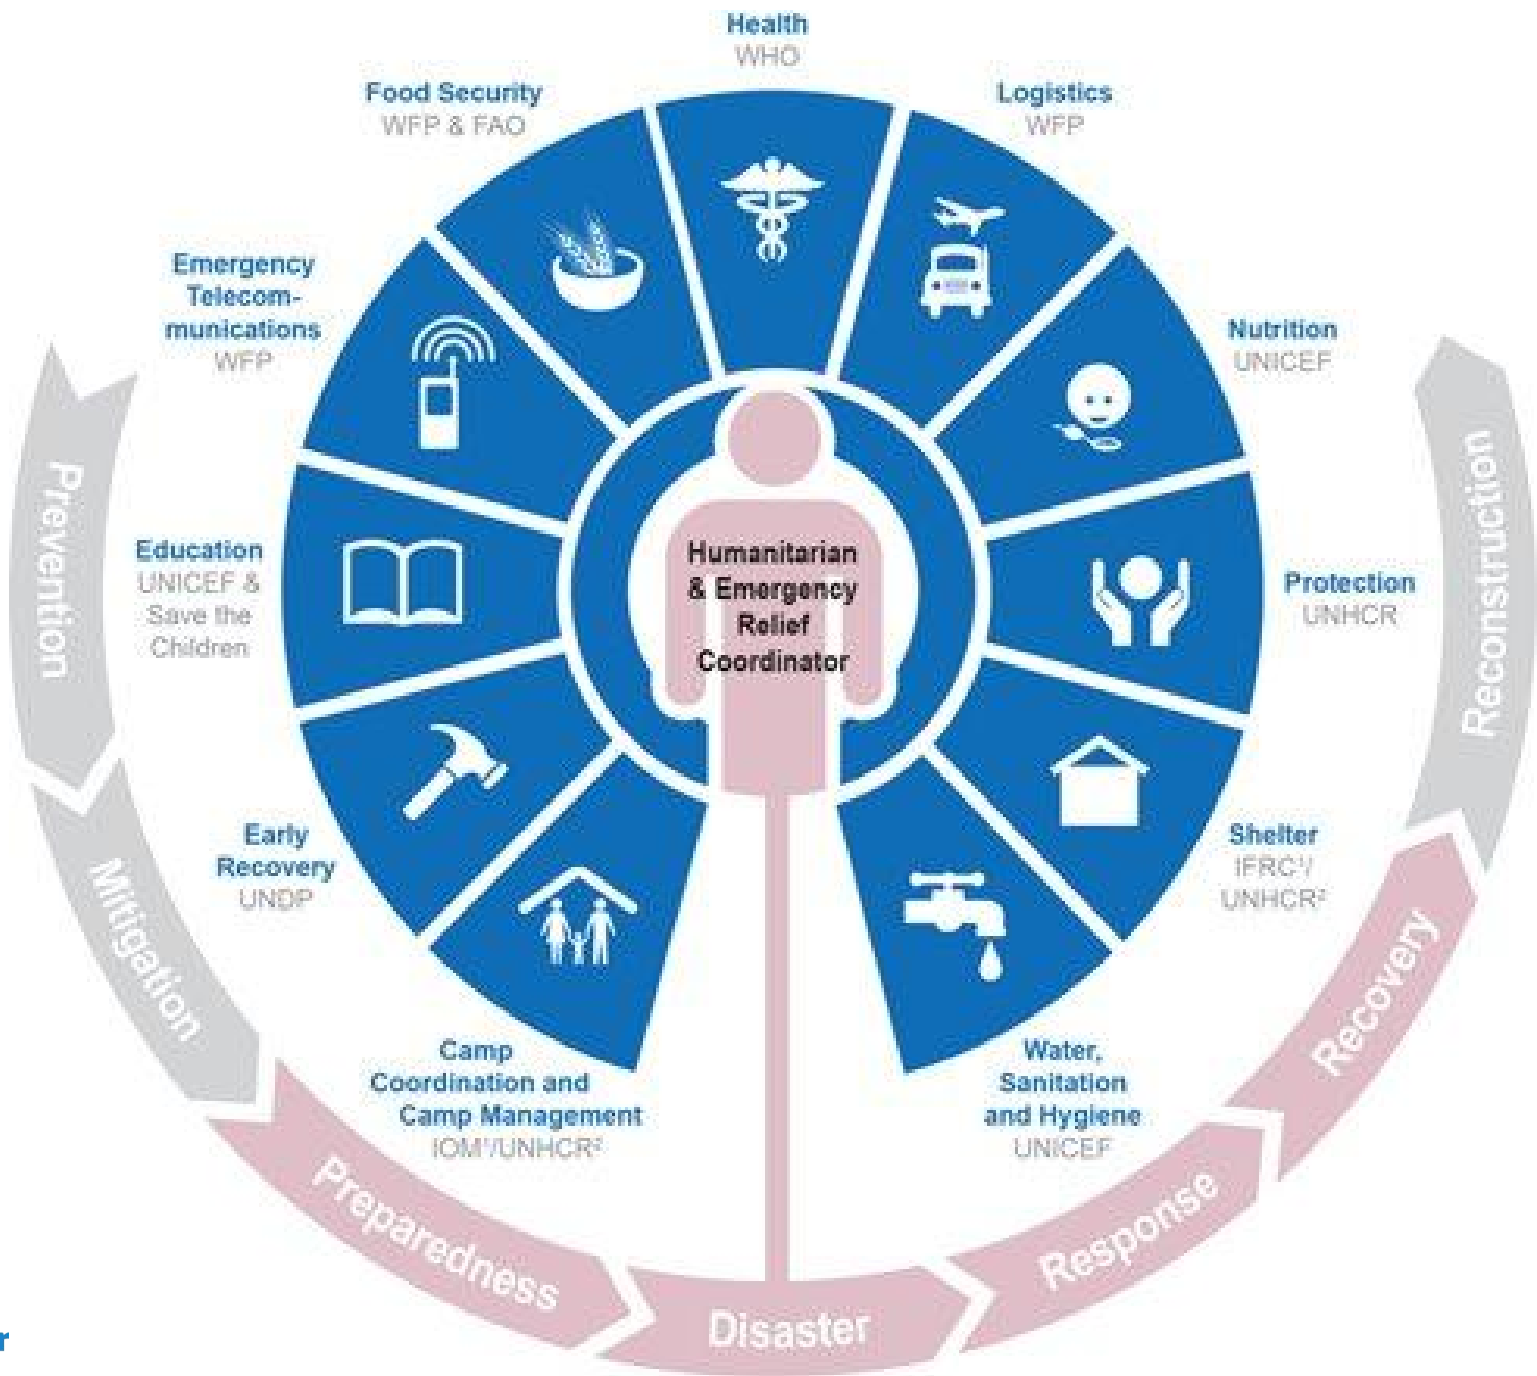 Health
WHO
Food Security
WFP & FAO
Logistics
WFP
Emergency
Telecom-
munications
WFP
Nutrition
UNICEF
Education
UNICEF &
Save the
Children
Humanitarian
& Emergency
Relief
Coordinator
Protection
UNHCR
Early
Recovery
UNDP
Shelter
IFRC¹/
UNHCR²
Camp
Coordination and
Camp Management
IOM¹/UNHCR²
Water,
Sanitation
and Hygiene
UNICEF
Prevention
Mitigation
Preparedness
Disaster
Response
Recovery
Reconstruction
r